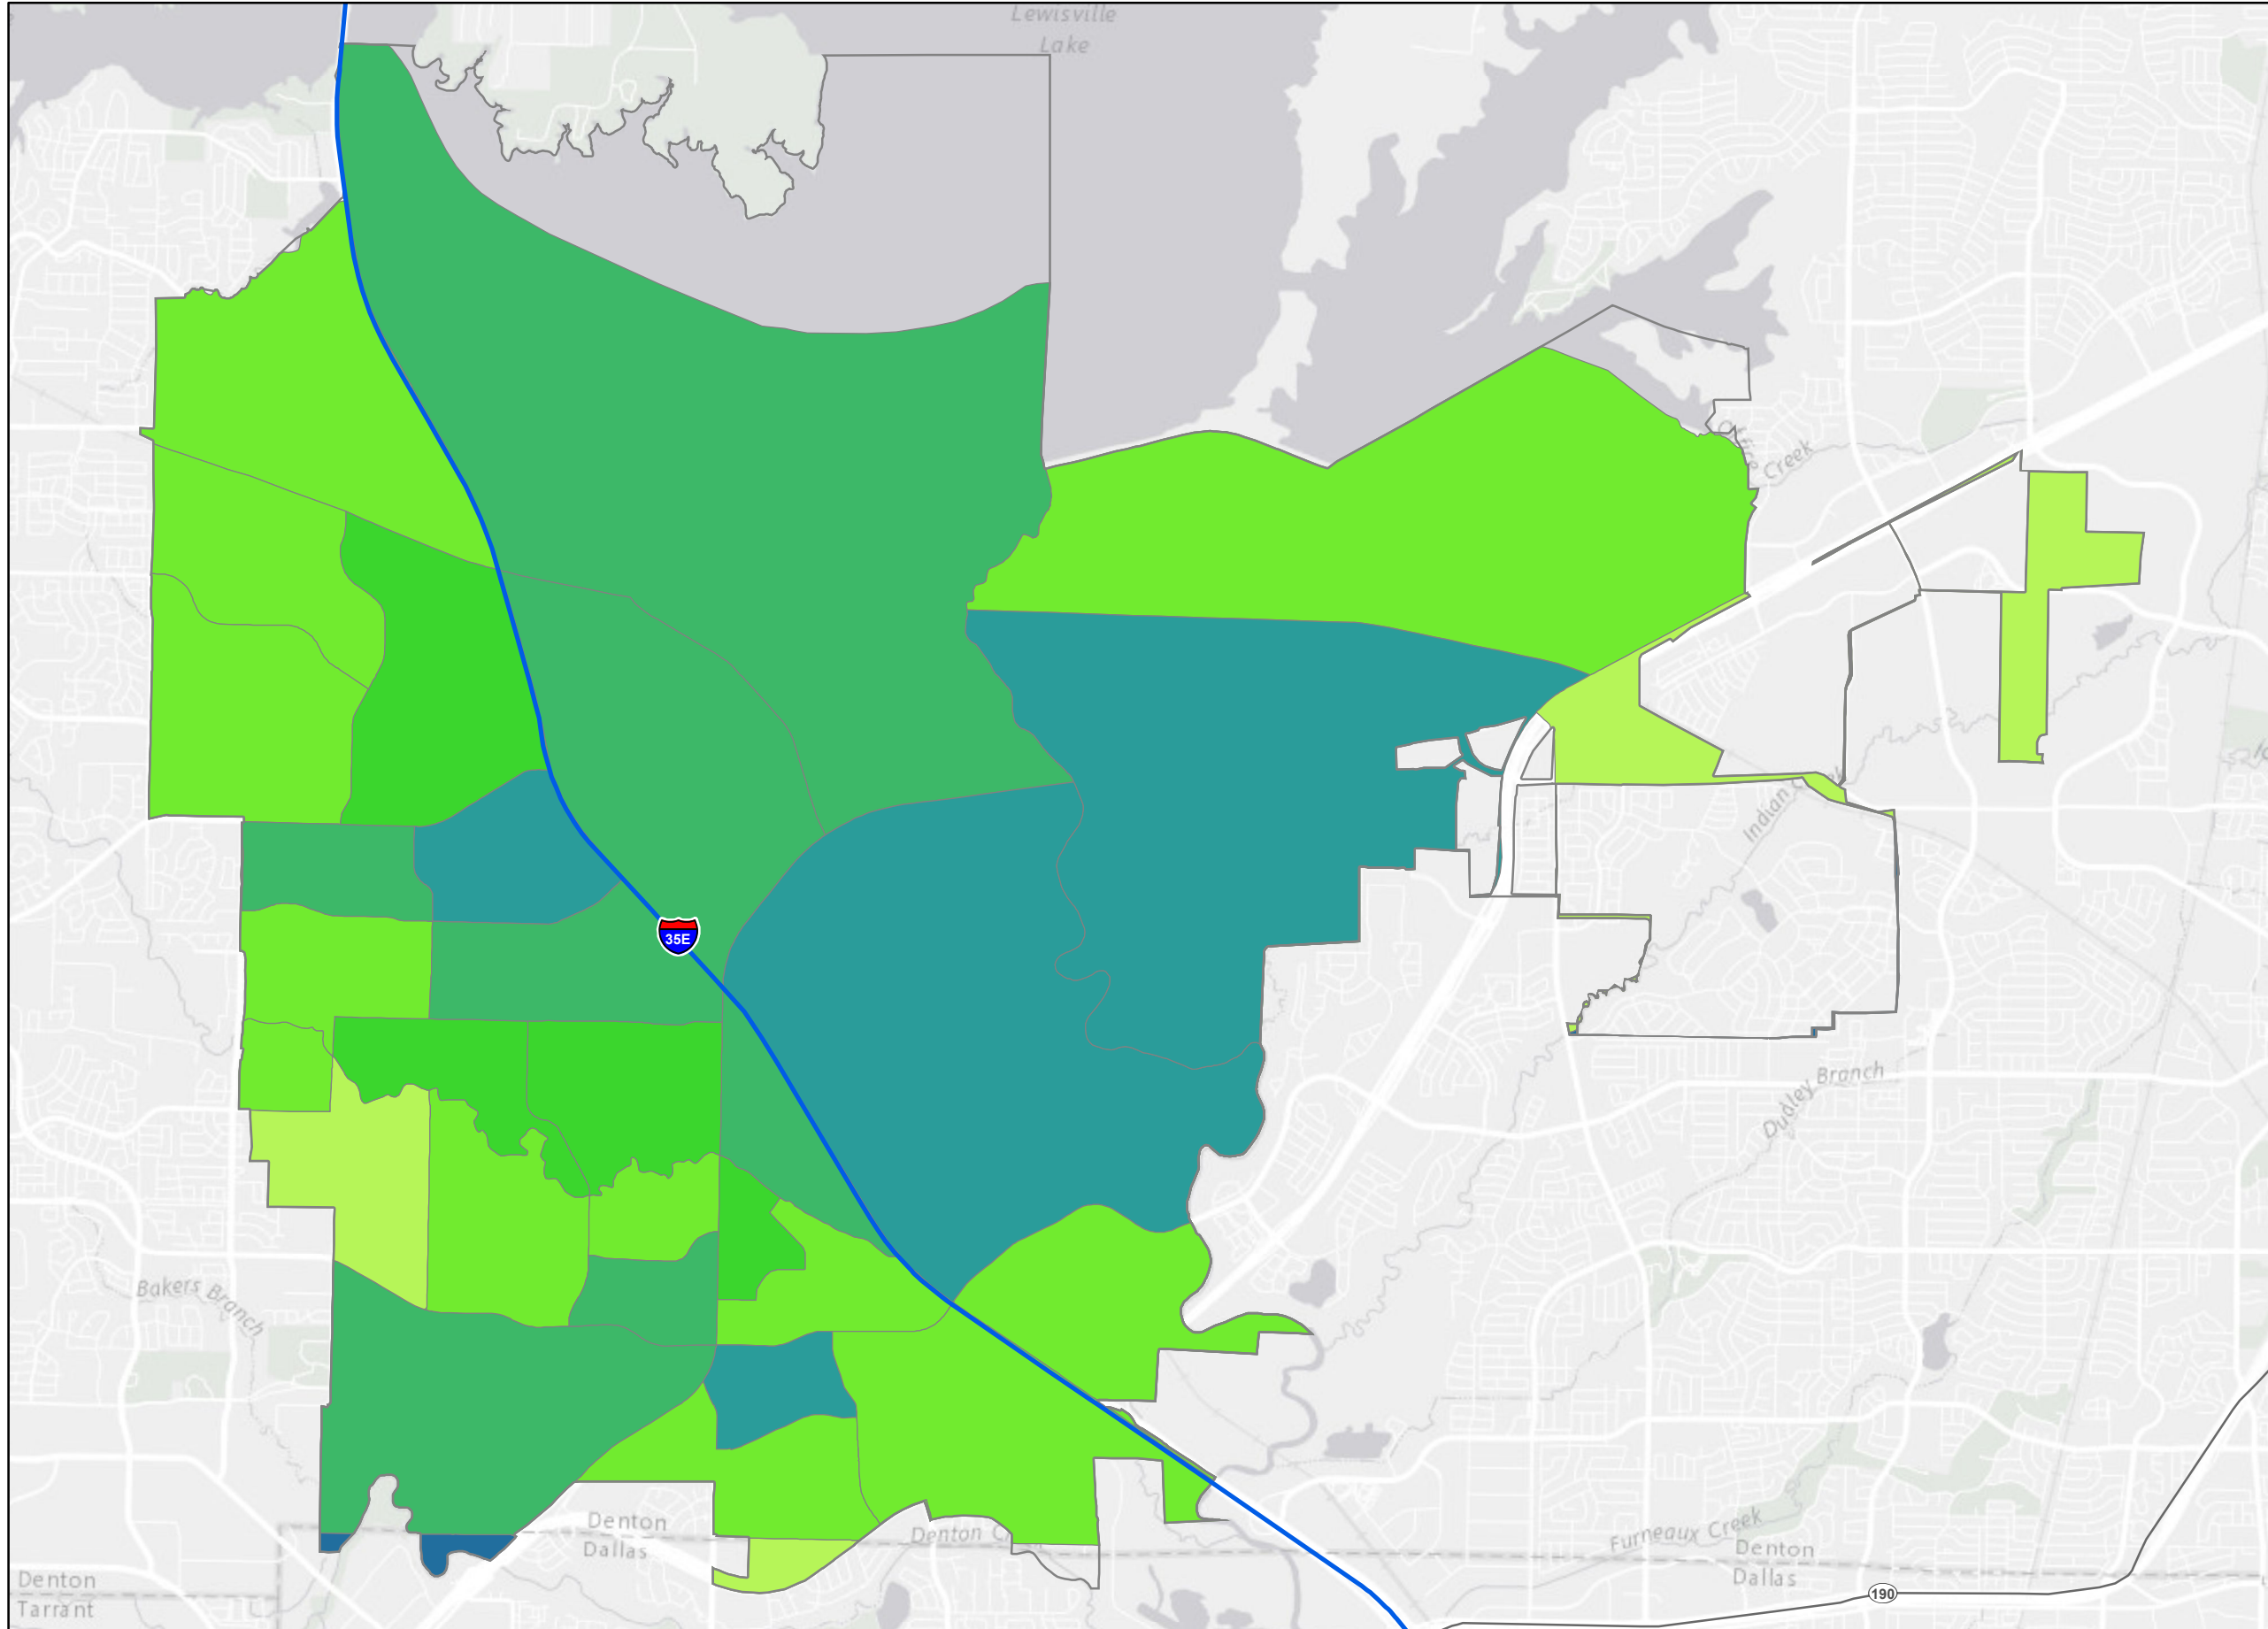 Lewisville
Lake
Creek
35E
Indian
Dudley Branch
Bakers Branch
Denton
Dallas
Denton
Furneaux Creek
Denton
Dallas
Denton
Tarrant
190